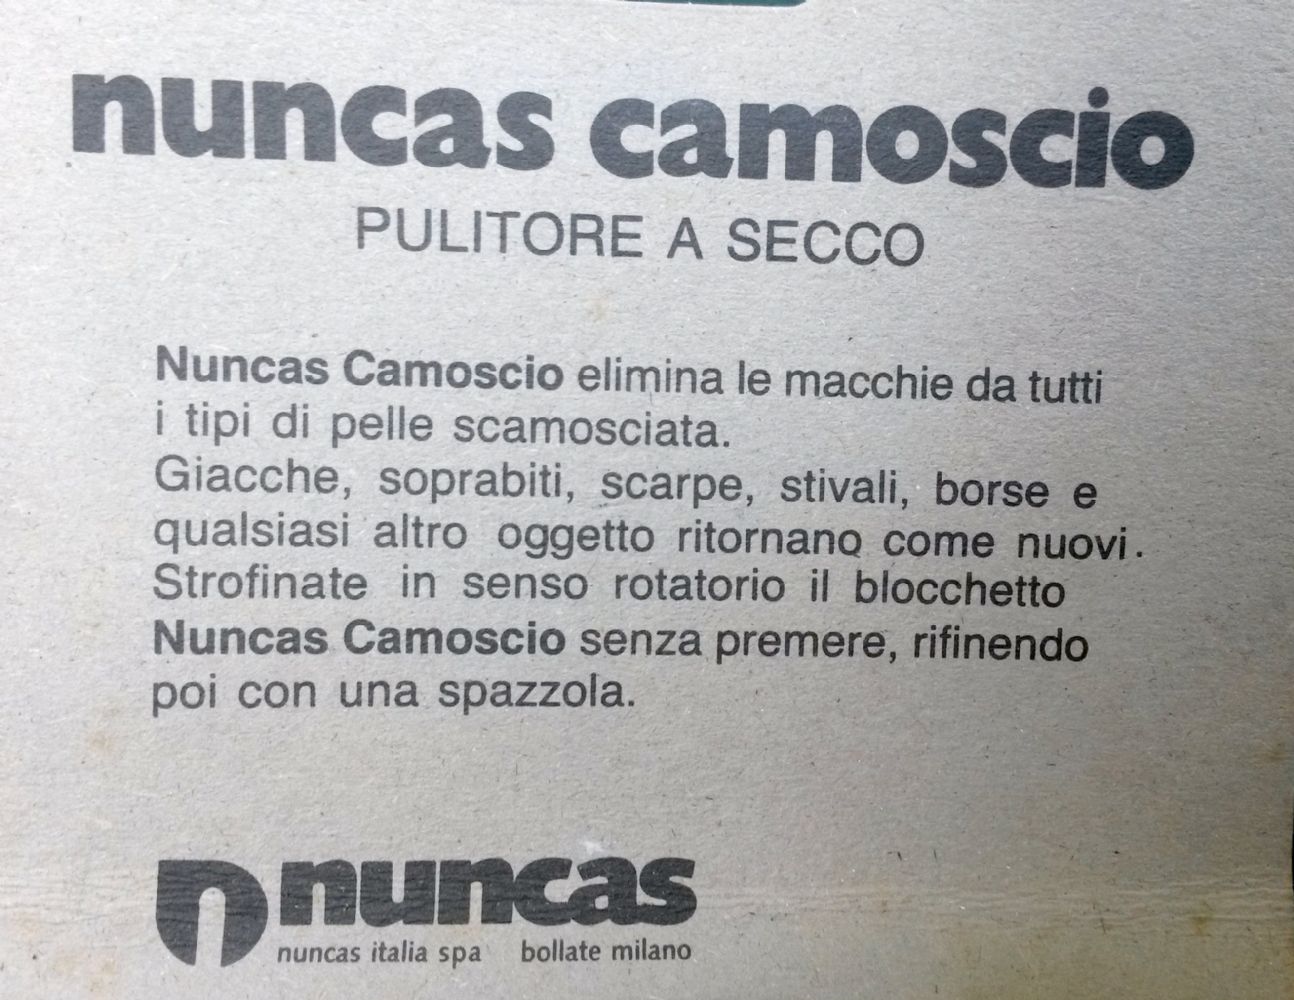 nuncas camoscio
PULITORE A SECCO
Nuncas Camoscio elimina le macchie da tutti
i tipi di pelle scamosciata.
Giacche, soprabiti, scarpe, stivali, borse e
qualsiasi altro oggetto ritornano come nuovi.
Strofinate in senso rotatorio il blocchetto
Nuncas Camoscio senza premere, rifinendo
poi con una spazzola.
n nuncas
nuncas italia spa bollate milano